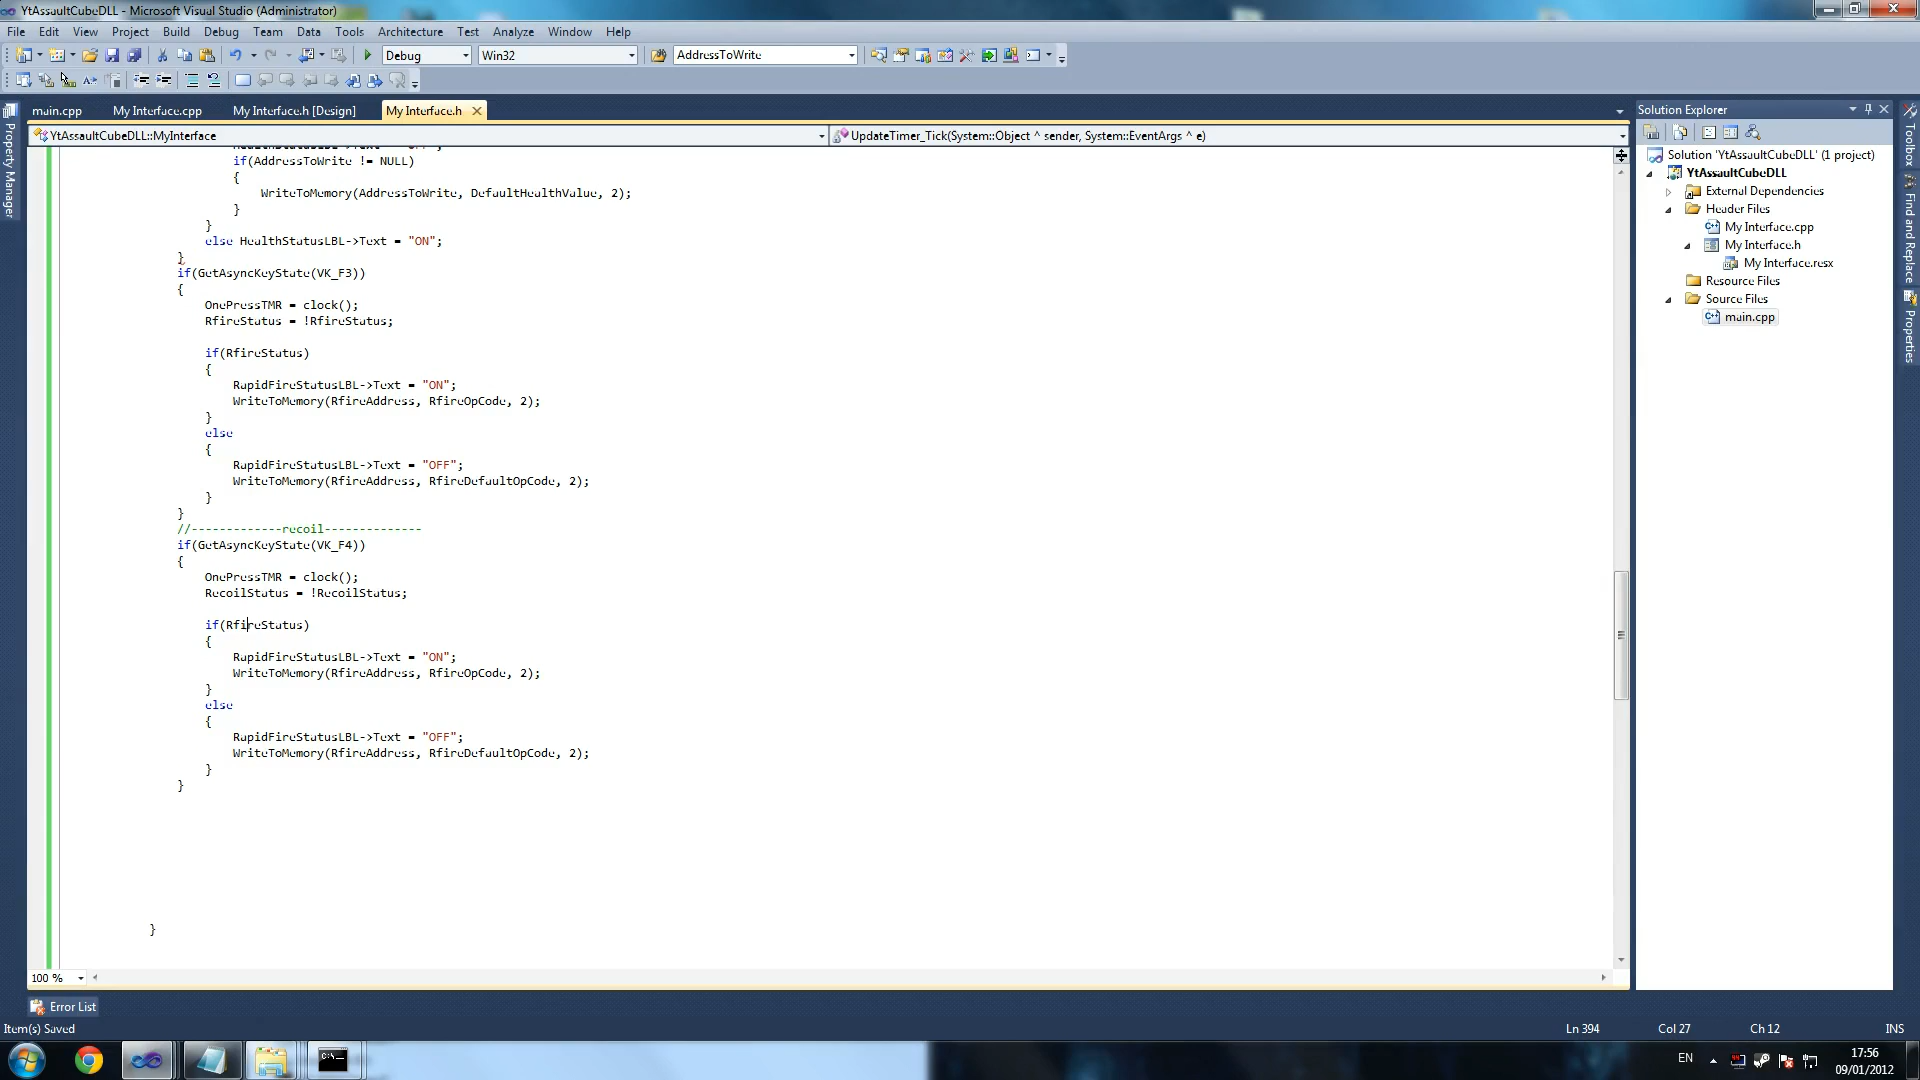 YtAssaultCubeDLL - Microsoft Visual Studio (Administrator)
File Edit View Project Build Debug Team Data Tools Architecture Test Analyze Window Help
Debug Win32 AddressToWrite
main.cpp My Interface.cpp My Interface.h [Design] My Interface.h
YtAssaultCubeDLL::MyInterface UpdateTimer_Tick(System::Object ^ sender, System::EventArgs ^ e)
Property Manager
if(AddressToWrite != NULL)
{
WriteToMemory(AddressToWrite, DefaultHealthValue, 2);
}
}
else HealthStatusLBL->Text = "ON";
}
if(GetAsyncKeyState(VK_F3))
{
OnePressTMR = clock();
RfireStatus = !RfireStatus;
if(RfireStatus)
{
RapidFireStatusLBL->Text = "ON";
WriteToMemory(RfireAddress, RfireOpCode, 2);
}
else
{
RapidFireStatusLBL->Text = "OFF";
WriteToMemory(RfireAddress, RfireDefaultOpCode, 2);
}
}
//-------------recoil--------------
if(GetAsyncKeyState(VK_F4))
{
OnePressTMR = clock();
RecoilStatus = !RecoilStatus;
if(RfireStatus)
{
RapidFireStatusLBL->Text = "ON";
WriteToMemory(RfireAddress, RfireOpCode, 2);
}
else
{
RapidFireStatusLBL->Text = "OFF";
WriteToMemory(RfireAddress, RfireDefaultOpCode, 2);
}
}
}
100 %
Solution Explorer
Solution 'YtAssaultCubeDLL' (1 project)
YtAssaultCubeDLL
External Dependencies
Header Files
My Interface.cpp
My Interface.h
My Interface.resx
Resource Files
Source Files
main.cpp
Toolbox
Find and Replace
Properties
Error List
Item(s) Saved Ln 394 Col 27 Ch 12 INS
EN 17:56
09/01/2012